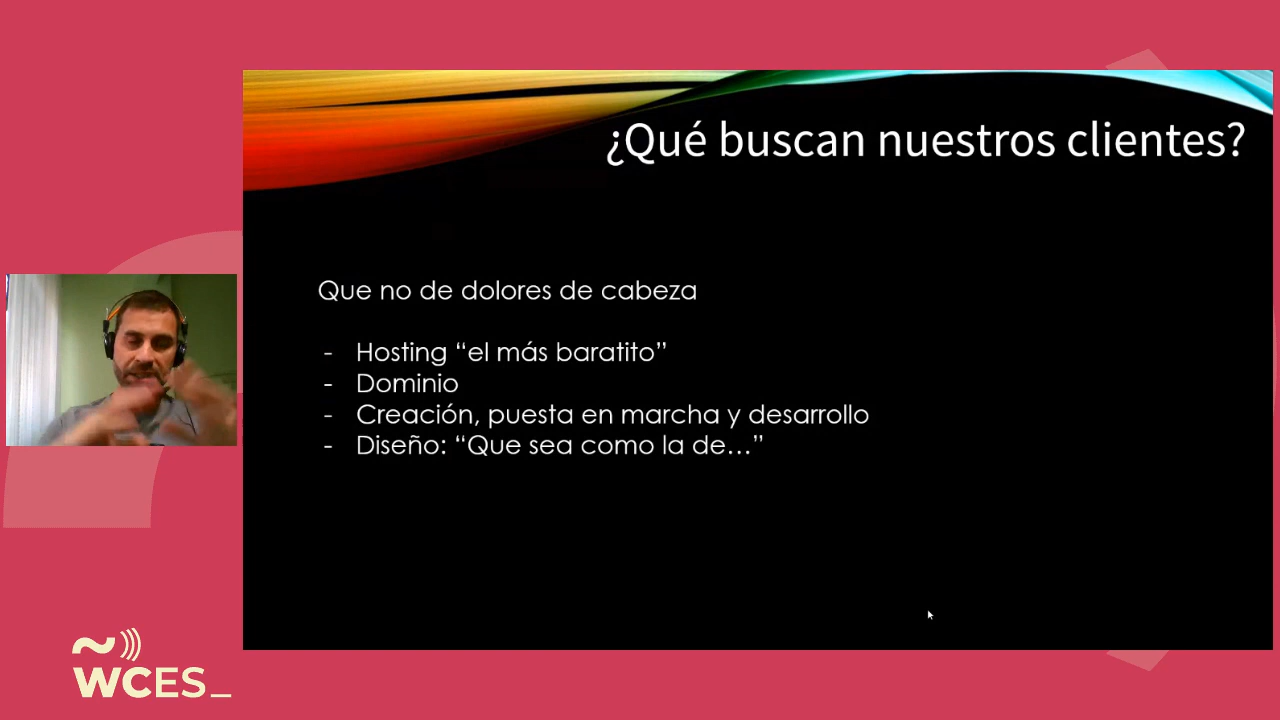 ¿Qué buscan nuestros clientes?
Que no de dolores de cabeza
- Hosting “el más baratito”
- Dominio
- Creación, puesta en marcha y desarrollo
- Diseño: “Que sea como la de...”
WCES_